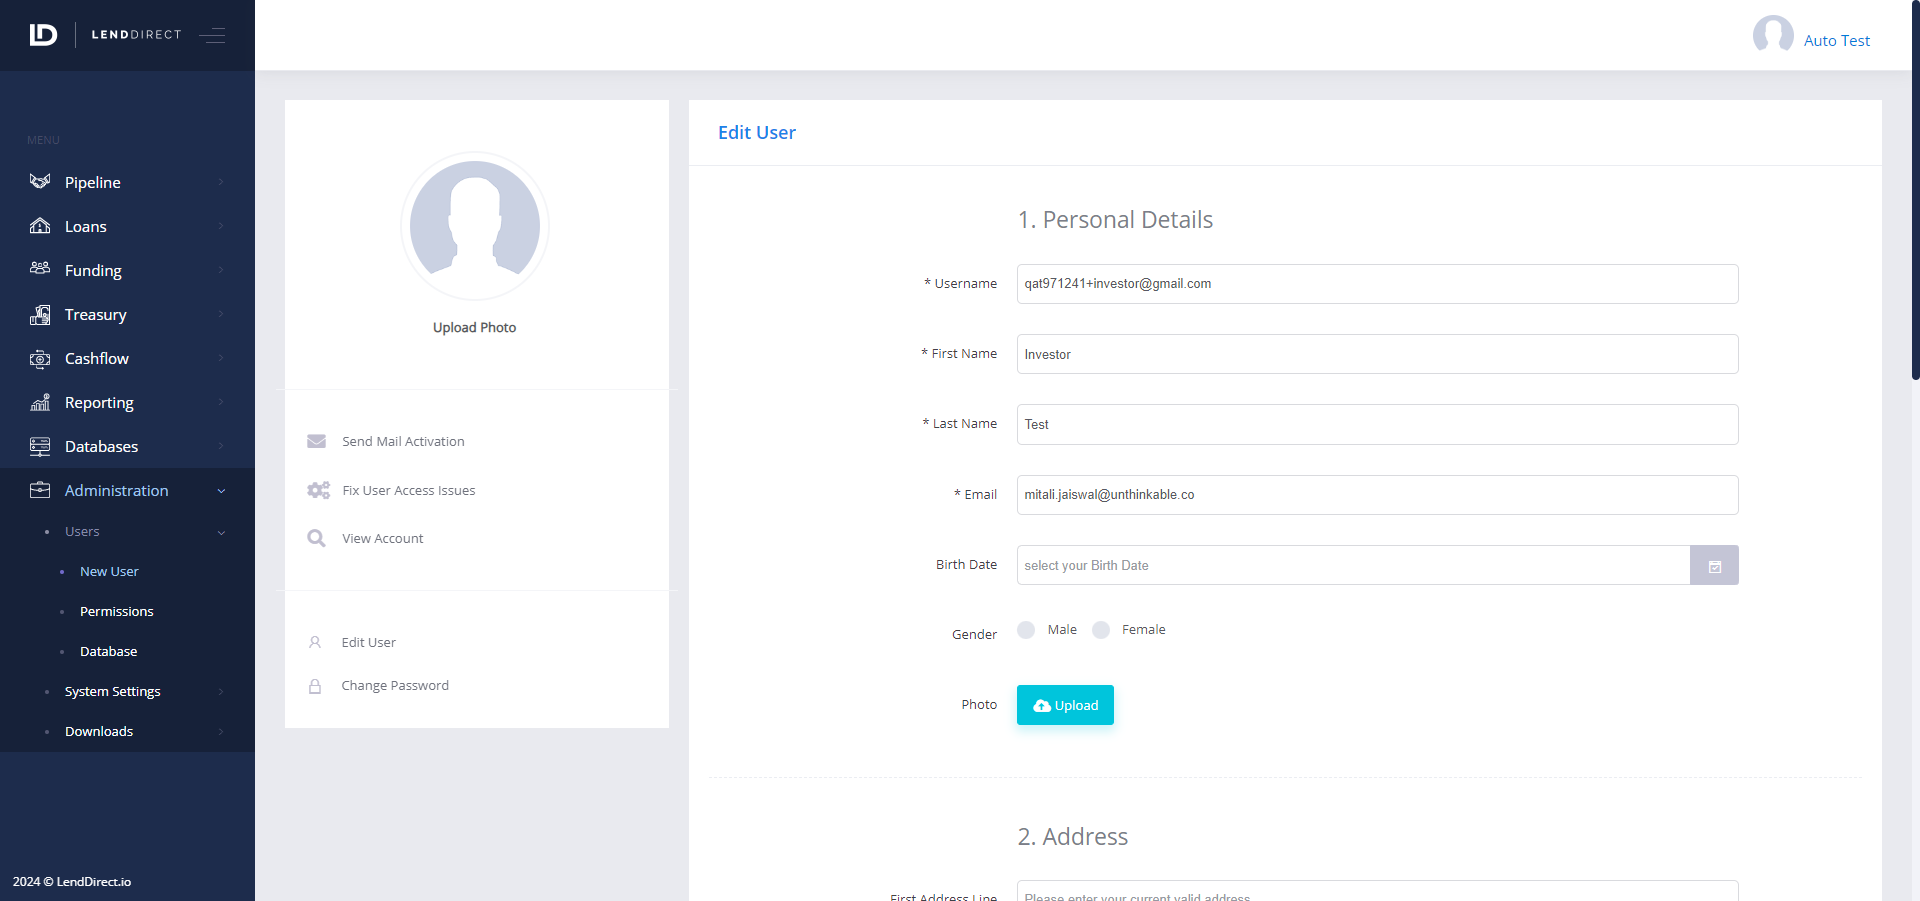 LD
LENDDIRECT
Auto Test
MENU
Pipeline
Loans
Funding
Treasury
Cashflow
Reporting
Databases
Administration
Users
New User
Permissions
Database
System Settings
Downloads
2024 © LendDirect.io
Upload Photo
Send Mail Activation
Fix User Access Issues
View Account
Edit User
Change Password
Edit User
1. Personal Details
* Username qat971241+investor@gmail.com
* First Name Investor
* Last Name Test
* Email mitali.jaiswal@unthinkable.co
Birth Date select your Birth Date
Gender Male Female
Photo Upload
2. Address
First Address Line Please enter your current valid address